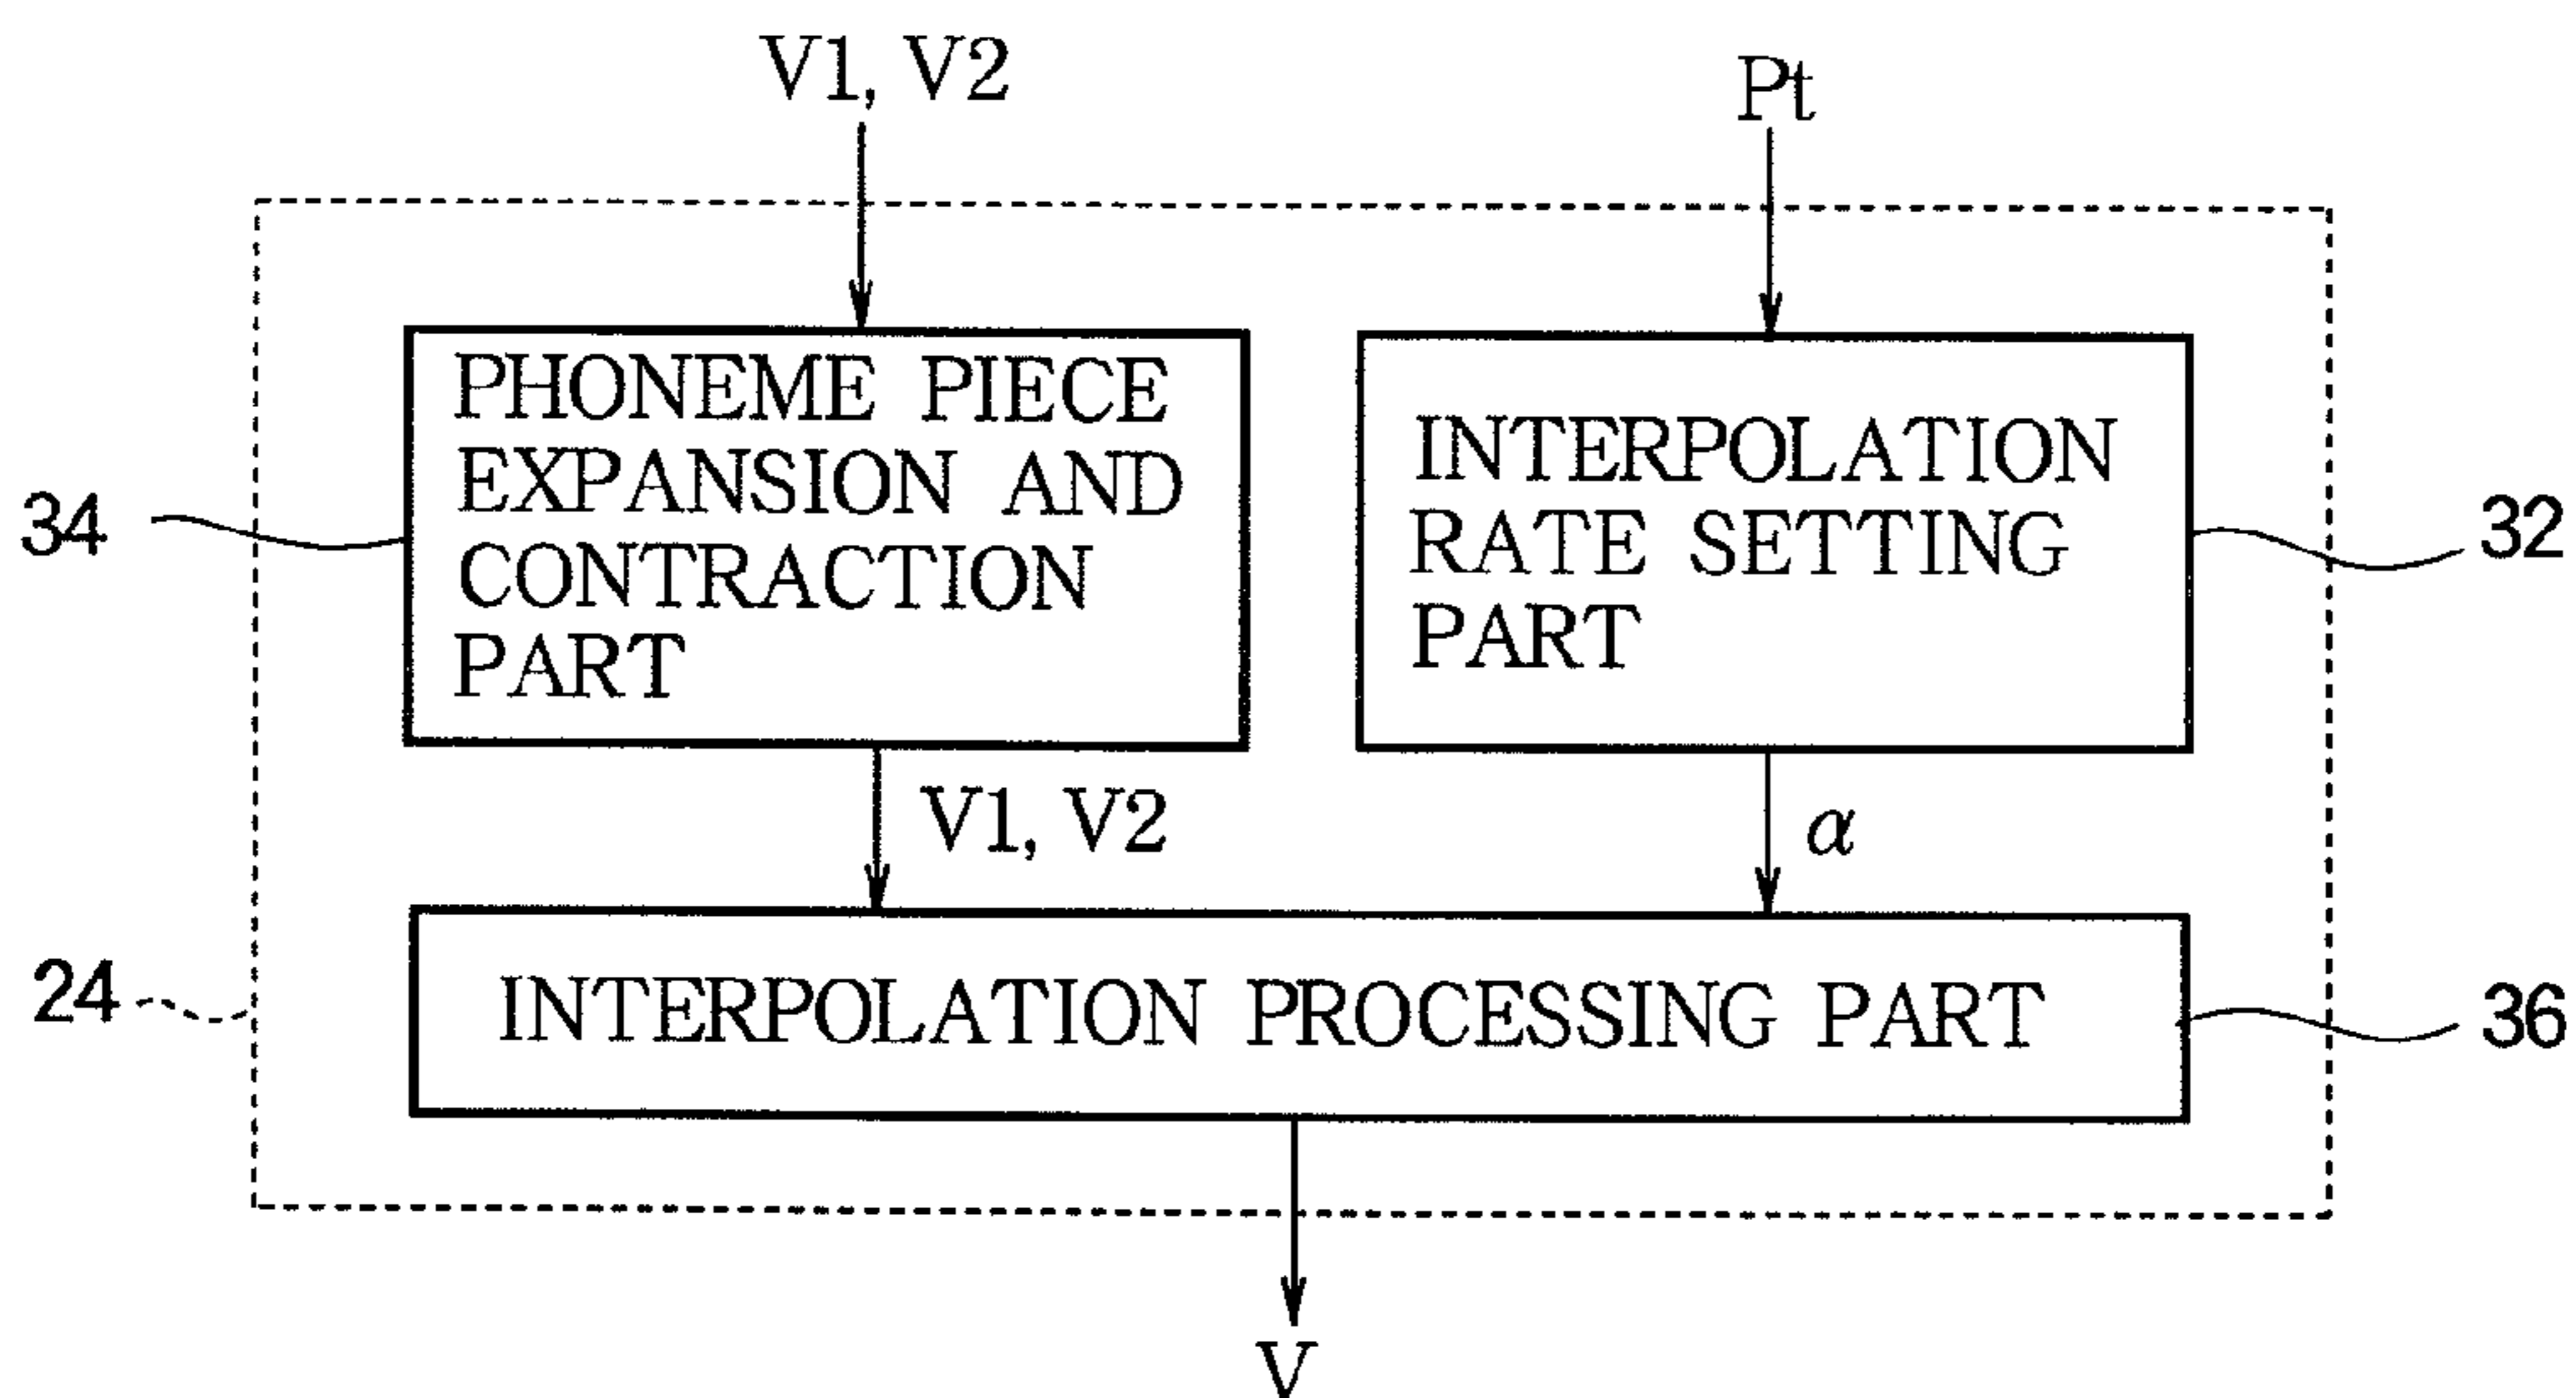 V1, V2
Pt
PHONEME PIECE
EXPANSION AND
CONTRACTION
PART
INTERPOLATION
RATE SETTING
PART
34
32
V1, V2
α
INTERPOLATION PROCESSING PART
24
36
V